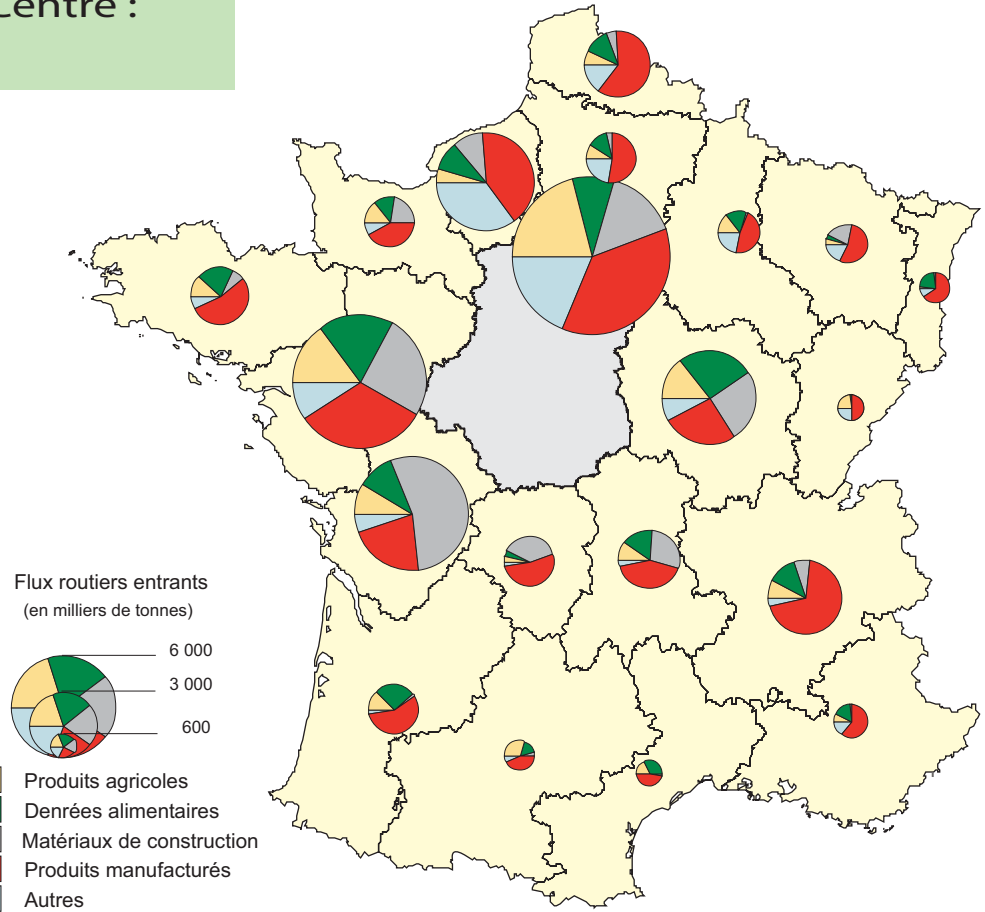 Centre :
Flux routiers entrants
(en milliers de tonnes)
6 000
3 000
600
Produits agricoles
Denrées alimentaires
Matériaux de construction
Produits manufacturés
Autres